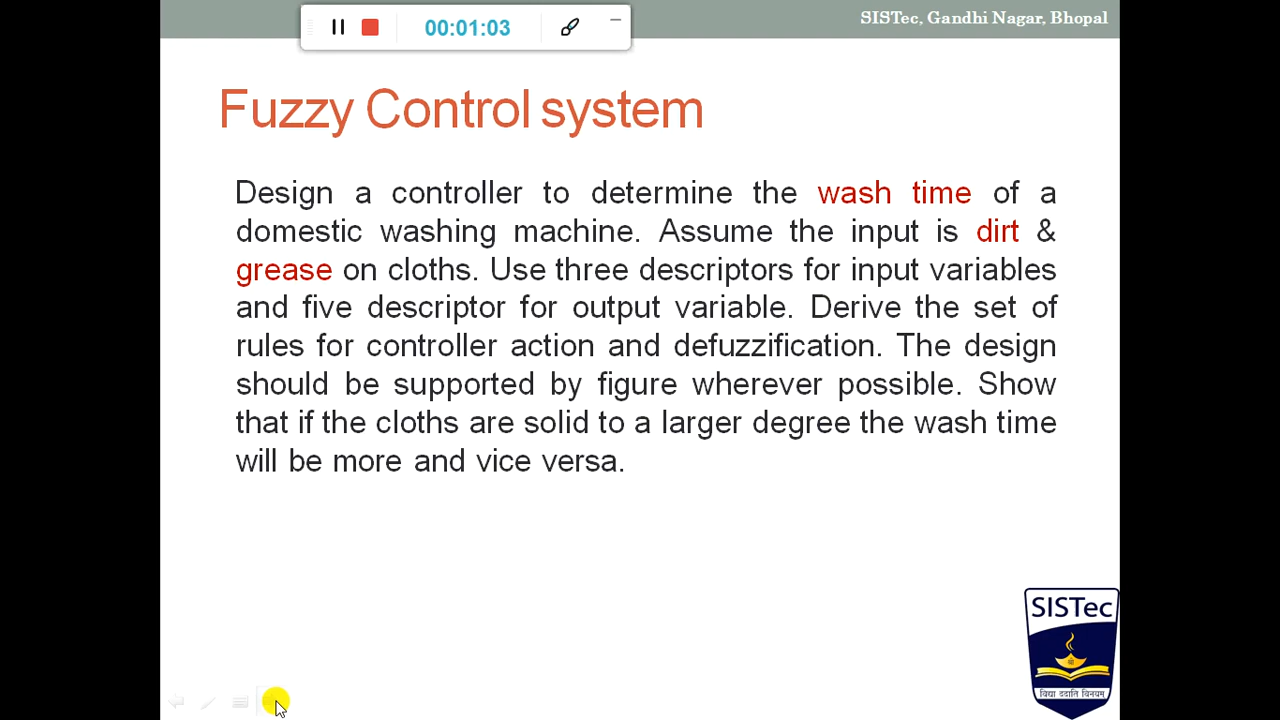 SISTec, Gandhi Nagar, Bhopal
00:01:03
Fuzzy Control system
Design a controller to determine the wash time of a
domestic washing machine. Assume the input is dirt &
grease on cloths. Use three descriptors for input variables
and five descriptor for output variable. Derive the set of
rules for controller action and defuzzification. The design
should be supported by figure wherever possible. Show
that if the cloths are solid to a larger degree the wash time
will be more and vice versa.
SISTec
विद्या ददाति विनयम्